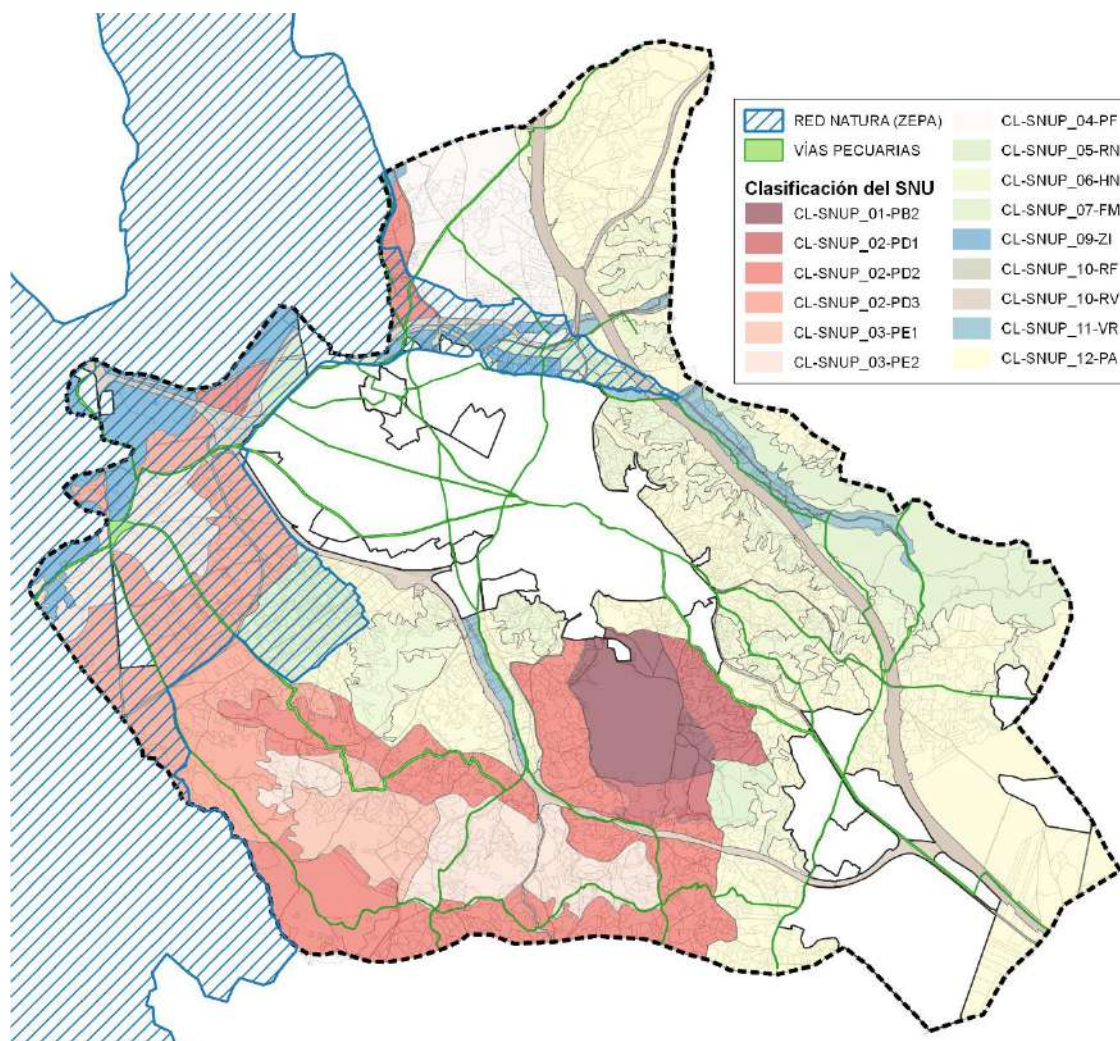 RED NATURA (ZEPA)
VÍAS PECUARIAS
Clasificación del SNU
CL-SNUP_01-PB2
CL-SNUP_02-PD1
CL-SNUP_02-PD2
CL-SNUP_02-PD3
CL-SNUP_03-PE1
CL-SNUP_03-PE2
CL-SNUP_04-PF
CL-SNUP_05-RN
CL-SNUP_06-HN
CL-SNUP_07-FM
CL-SNUP_09-ZI
CL-SNUP_10-RF
CL-SNUP_10-RV
CL-SNUP_11-VR
CL-SNUP_12-PA